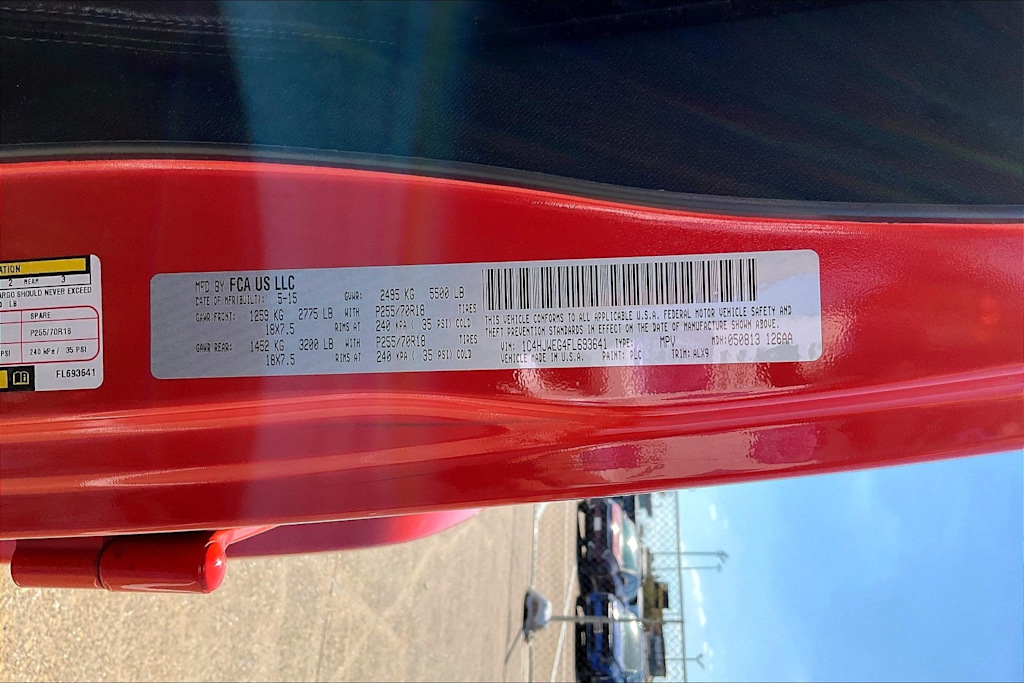 MFD BY FCA US LLC
DATE OF MFR(BUILT): 5-15 GVWR: 2495 KG 5500 LB
GAWR FRONT: 1259 KG 2775 LB WITH P255/70R18 TIRES
18X7.5 RIMS AT 240 KPA ( 35 PSI) COLD
GAWR REAR: 1452 KG 3200 LB WITH P255/70R18 TIRES
18X7.5 RIMS AT 240 KPA ( 35 PSI) COLD
THIS VEHICLE CONFORMS TO ALL APPLICABLE U.S.A. FEDERAL MOTOR VEHICLE SAFETY AND
THEFT PREVENTION STANDARDS IN EFFECT ON THE DATE OF MANUFACTURE SHOWN ABOVE.
VIN: 1C4HJWEG4FL693641 TYPE: MPV MDH: 050813 126AA
VEHICLE MADE IN U.S.A. PAINT: PLC TRIM: ALX9
ATION
2 REAR 3
ARGO SHOULD NEVER EXCEED
LB
SPARE
P255/70R18
PSI 240 kPa/ 35 PSI
FL693641